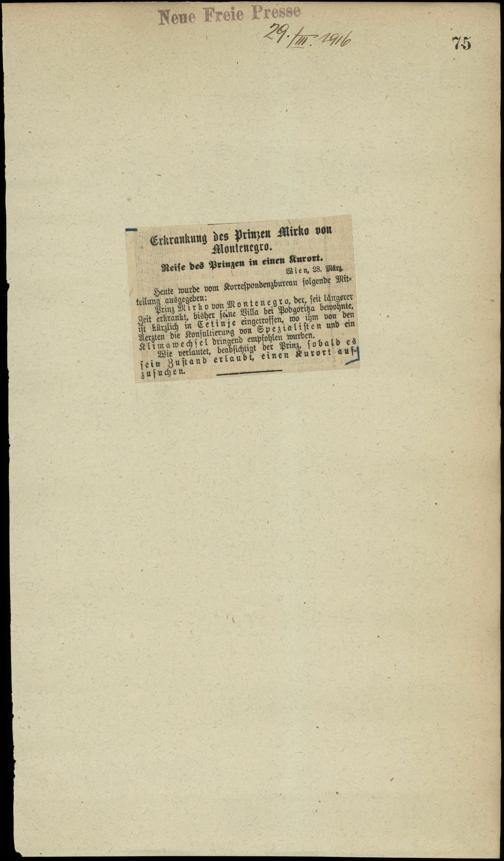 Neue Freie Presse
29./III. 1916
75
Erkrankung des Prinzen Mirko von
Montenegro.
Reise des Prinzen in einen Kurort.
Wien, 28. März.
Heute wurde vom Korrespondenzbureau folgende Mit-
teilung ausgegeben:
Prinz Mirko von Montenegro, der, seit längerer
Zeit erkrankt, bisher seine Villa bei Podgoritza bewohnte,
ist kürzlich in Cetinje eingetroffen, wo ihm von den
Aerzten die Konsultierung von Spezialisten und ein
Klimawechsel dringend empfohlen wurden.
Wie verlautet, beabsichtigt der Prinz, sobald es
sein Zustand erlaubt, einen Kurort auf-
zusuchen.